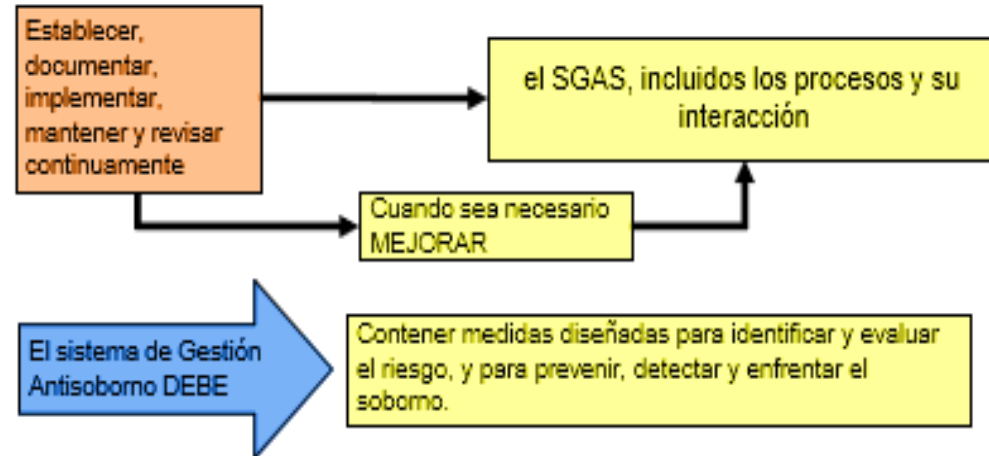 Establecer,
documentar,
implementar,
mantener y revisar
continuamente
el SGAS, incluidos los procesos y su
interacción
Cuando sea necesario
MEJORAR
El sistema de Gestión
Antisoborno DEBE
Contener medidas diseñadas para identificar y evaluar
el riesgo, y para prevenir, detectar y enfrentar el
soborno.